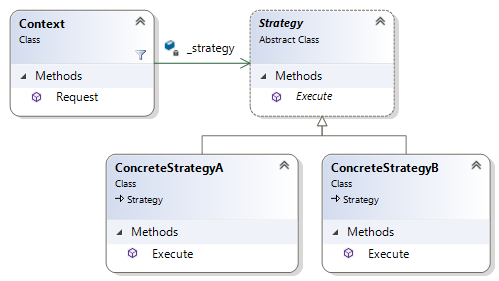 Context
Class
Methods
Request
_strategy
Strategy
Abstract Class
Methods
Execute
ConcreteStrategyA
Class
Strategy
Methods
Execute
ConcreteStrategyB
Class
Strategy
Methods
Execute